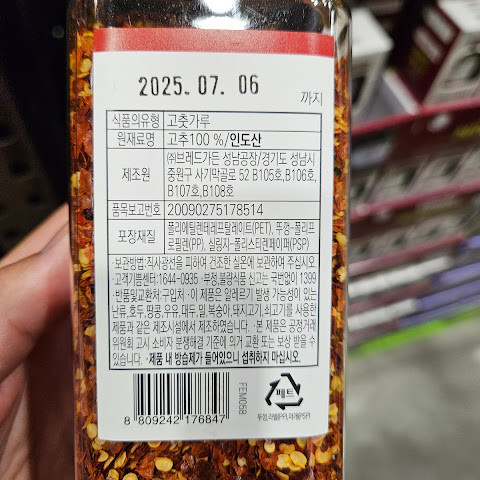 2025. 07. 06
까지
식품의유형 고춧가루
원재료명 고추100 %/인도산
제조원 ㈜브레드가든 성남공장/경기도 성남시
중원구 사기막골로 52 B105호,B106호,
B107호,B108호
품목보고번호 20090275178514
포장재질 폴리에틸렌테레프탈레이트(PET), 뚜껑-폴리프
로필렌(PP), 실링지-폴리스티렌페이퍼(PSP)
·보관방법:직사광선을 피하여 건조한 실온에 보관하여 주십시오.
·고객기쁨센터:1644-0935 ·부정,불량식품 신고는 국번없이 1399
·반품및교환처:구입처 ·이 제품은 알레르기 발생 가능성이 있는
난류, 호두, 땅콩, 우유, 대두, 밀, 복숭아, 돼지고기, 쇠고기를 사용한
제품과 같은 제조시설에서 제조하였습니다. ·본 제품은 공정거래
위원회 고시 소비자 분쟁해결 기준에 의거 교환 또는 보상 받을 수
있습니다. ·제품 내 방습제가 들어있으니 섭취하지 마십시오.
FEM058
페트
8 809242 176847